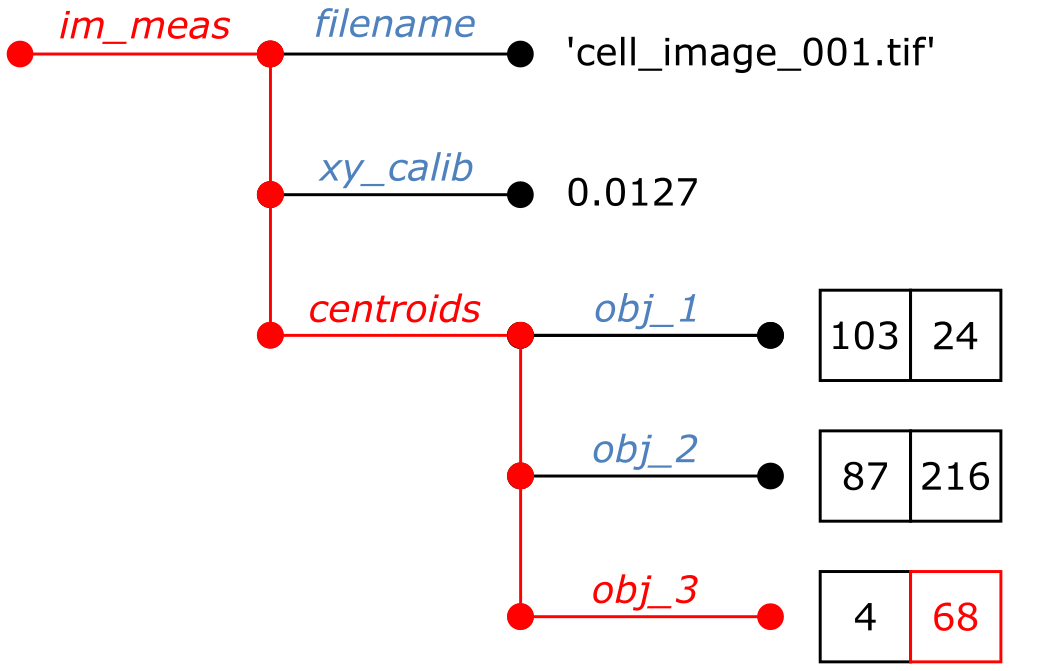 im_meas
filename
'cell_image_001.tif'
xy_calib
0.0127
centroids
obj_1
103 24
obj_2
87 216
obj_3
4 68